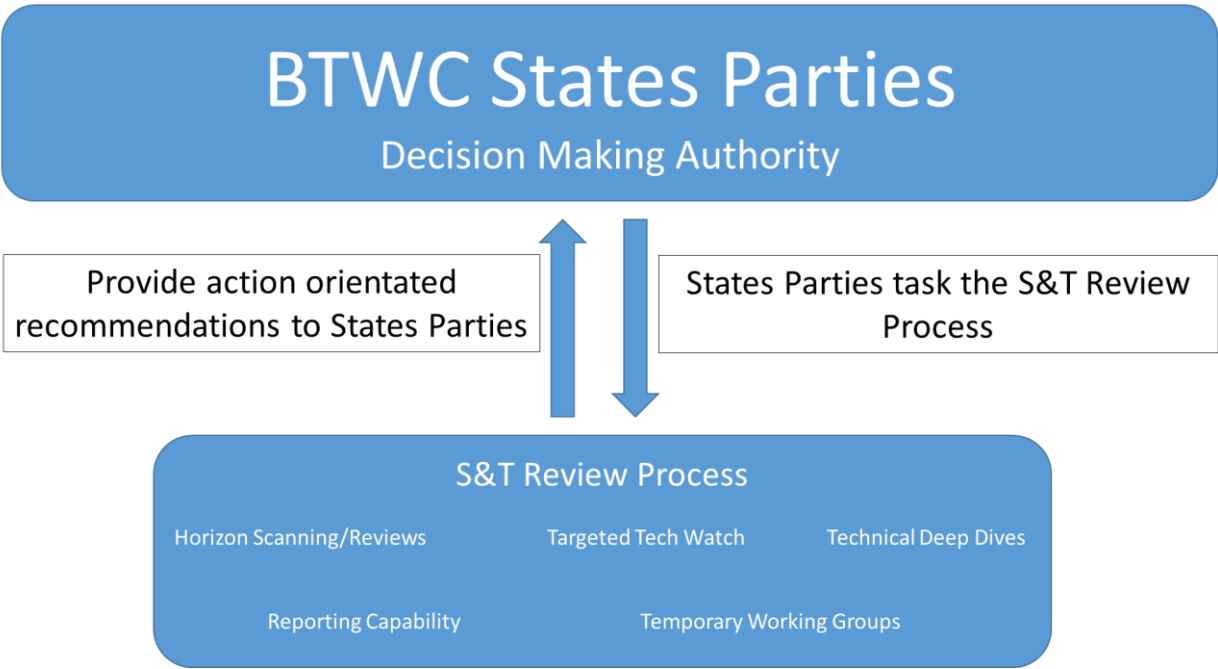 BTWC States Parties
Decision Making Authority
Provide action orientated
recommendations to States Parties
States Parties task the S&T Review
Process
S&T Review Process
Horizon Scanning/Reviews
Targeted Tech Watch
Technical Deep Dives
Reporting Capability
Temporary Working Groups